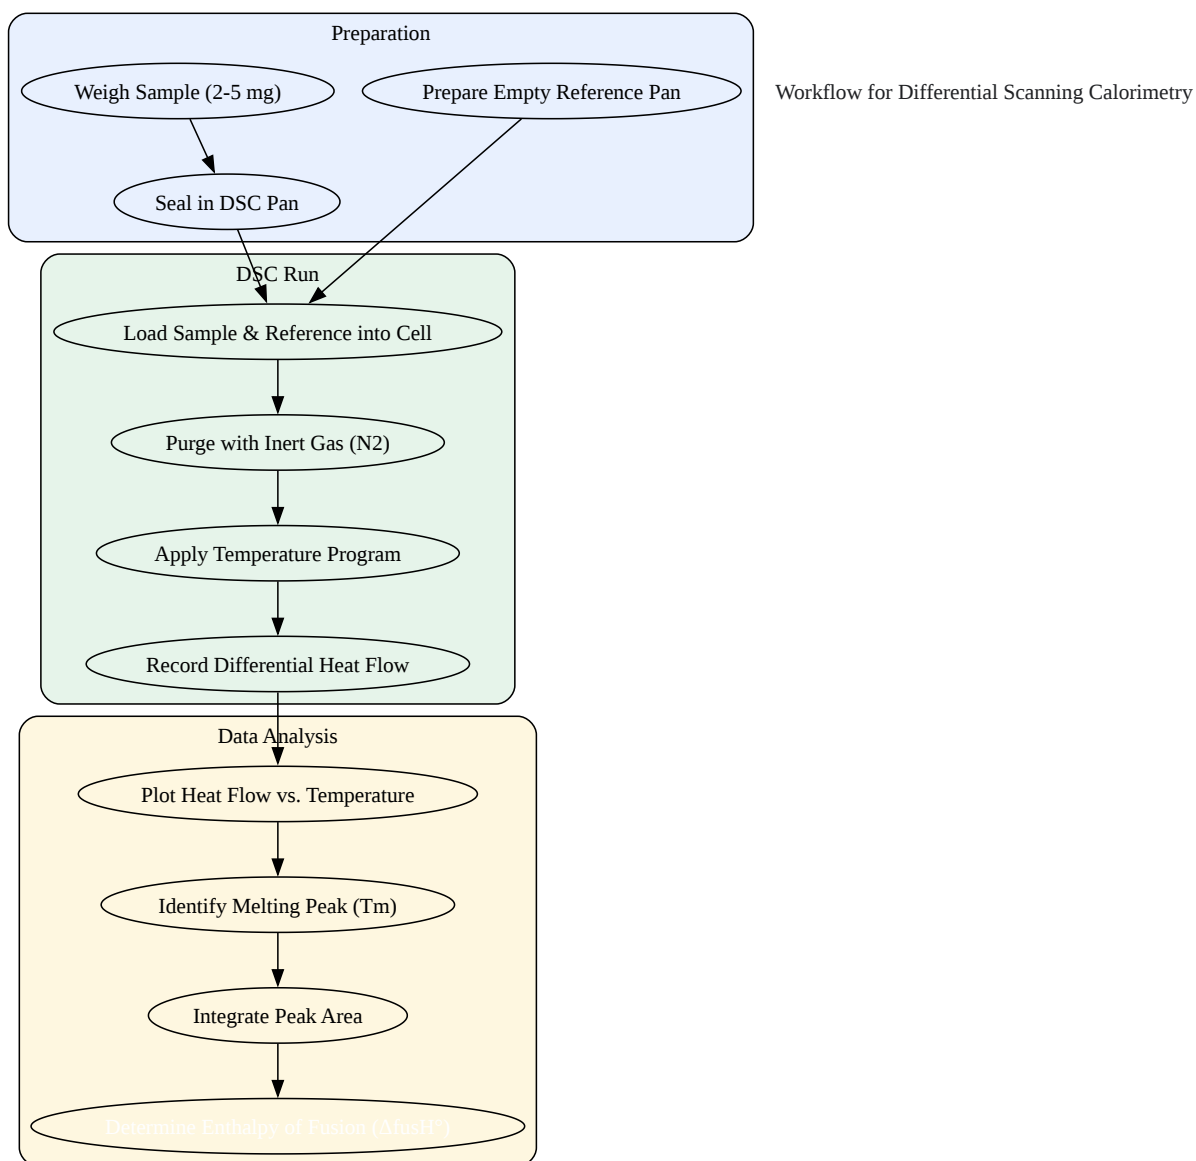 Preparation
Weigh Sample (2-5 mg)
Prepare Empty Reference Pan
Workflow for Differential Scanning Calorimetry
Seal in DSC Pan
DSC Run
Load Sample & Reference into Cell
Purge with Inert Gas (N2)
Apply Temperature Program
Record Differential Heat Flow
Data Analysis
Plot Heat Flow vs. Temperature
Identify Melting Peak (Tm)
Integrate Peak Area
Determine Enthalpy of Fusion (ΔfusH°)